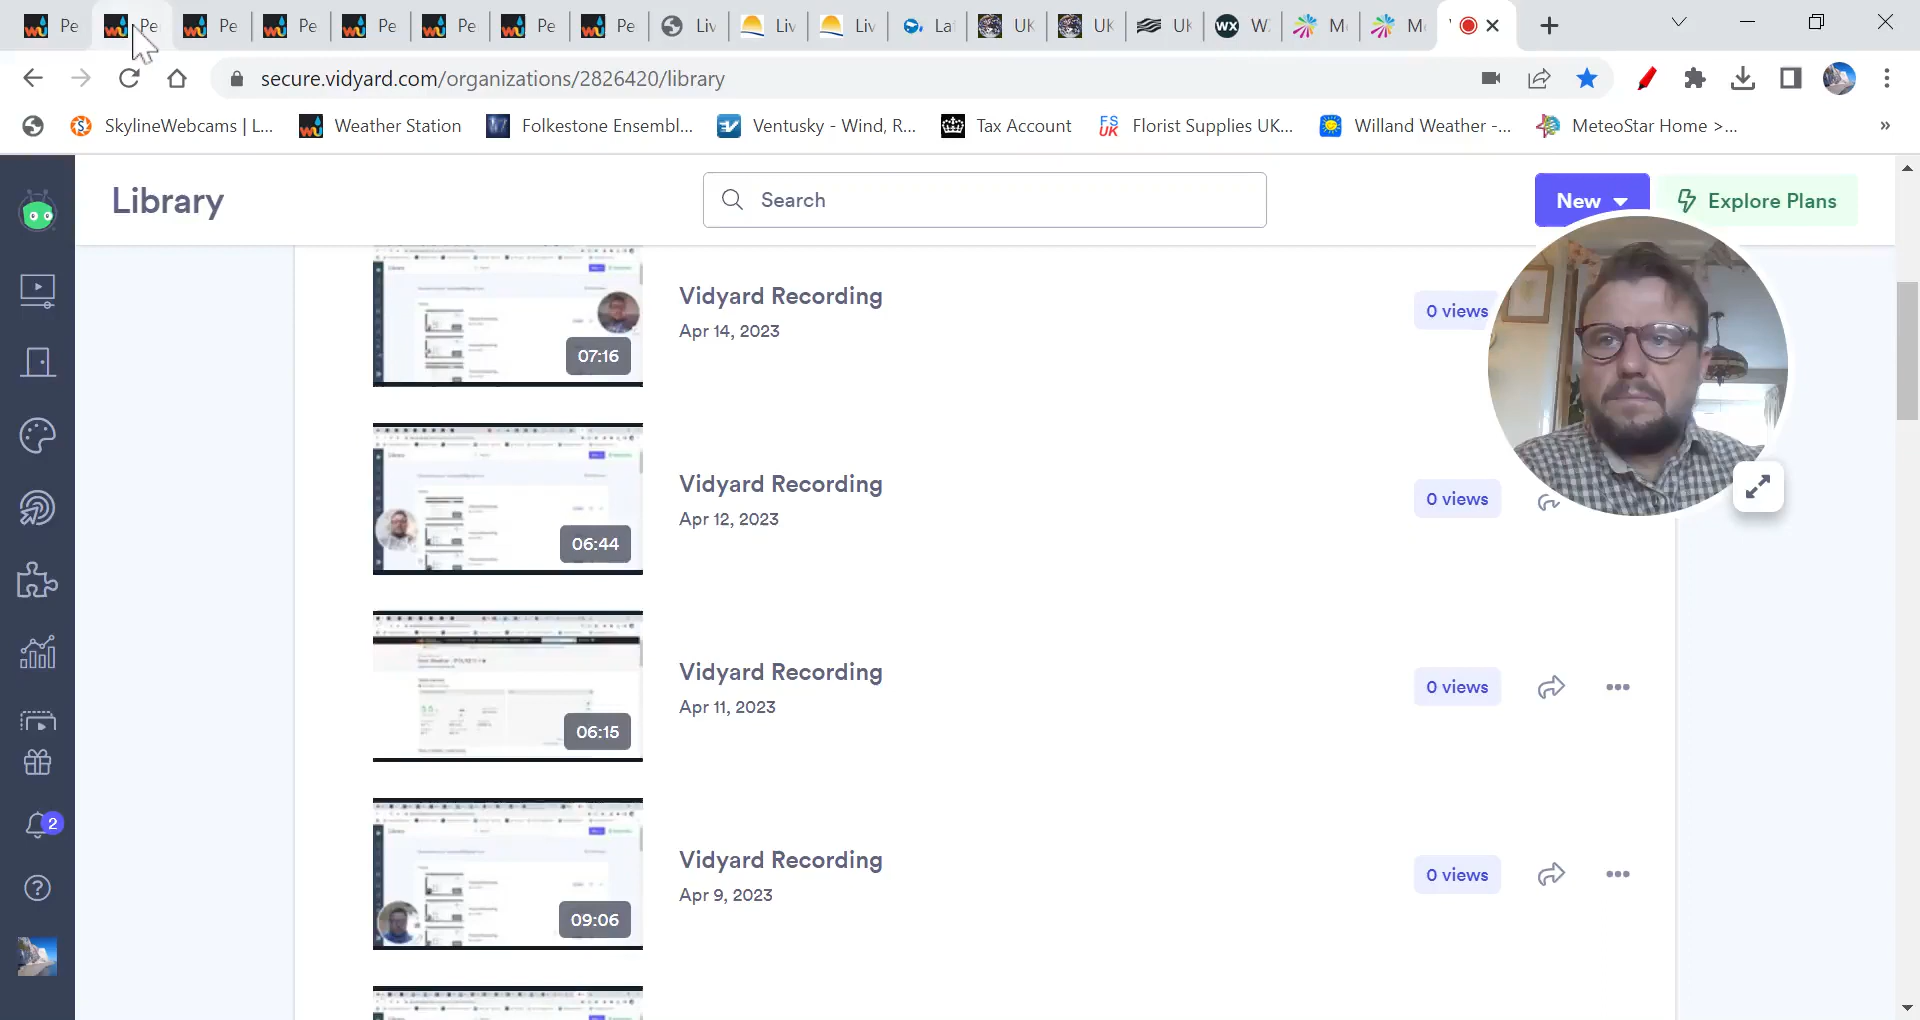 Pe
Pe
Pe
Pe
Pe
Pe
Pe
Pe
Liv
Liv
Liv
La
UK
UK
UK
W
M
M
secure.vidyard.com/organizations/2826420/library
SkylineWebcams | L...
Weather Station
Folkestone Ensembl...
Ventusky - Wind, R...
Tax Account
Florist Supplies UK...
Willand Weather -...
MeteoStar Home >...
»
Library
Search
New
Explore Plans
07:16
Vidyard Recording
Apr 14, 2023
0 views
06:44
Vidyard Recording
Apr 12, 2023
0 views
06:15
Vidyard Recording
Apr 11, 2023
0 views
09:06
Vidyard Recording
Apr 9, 2023
0 views
2